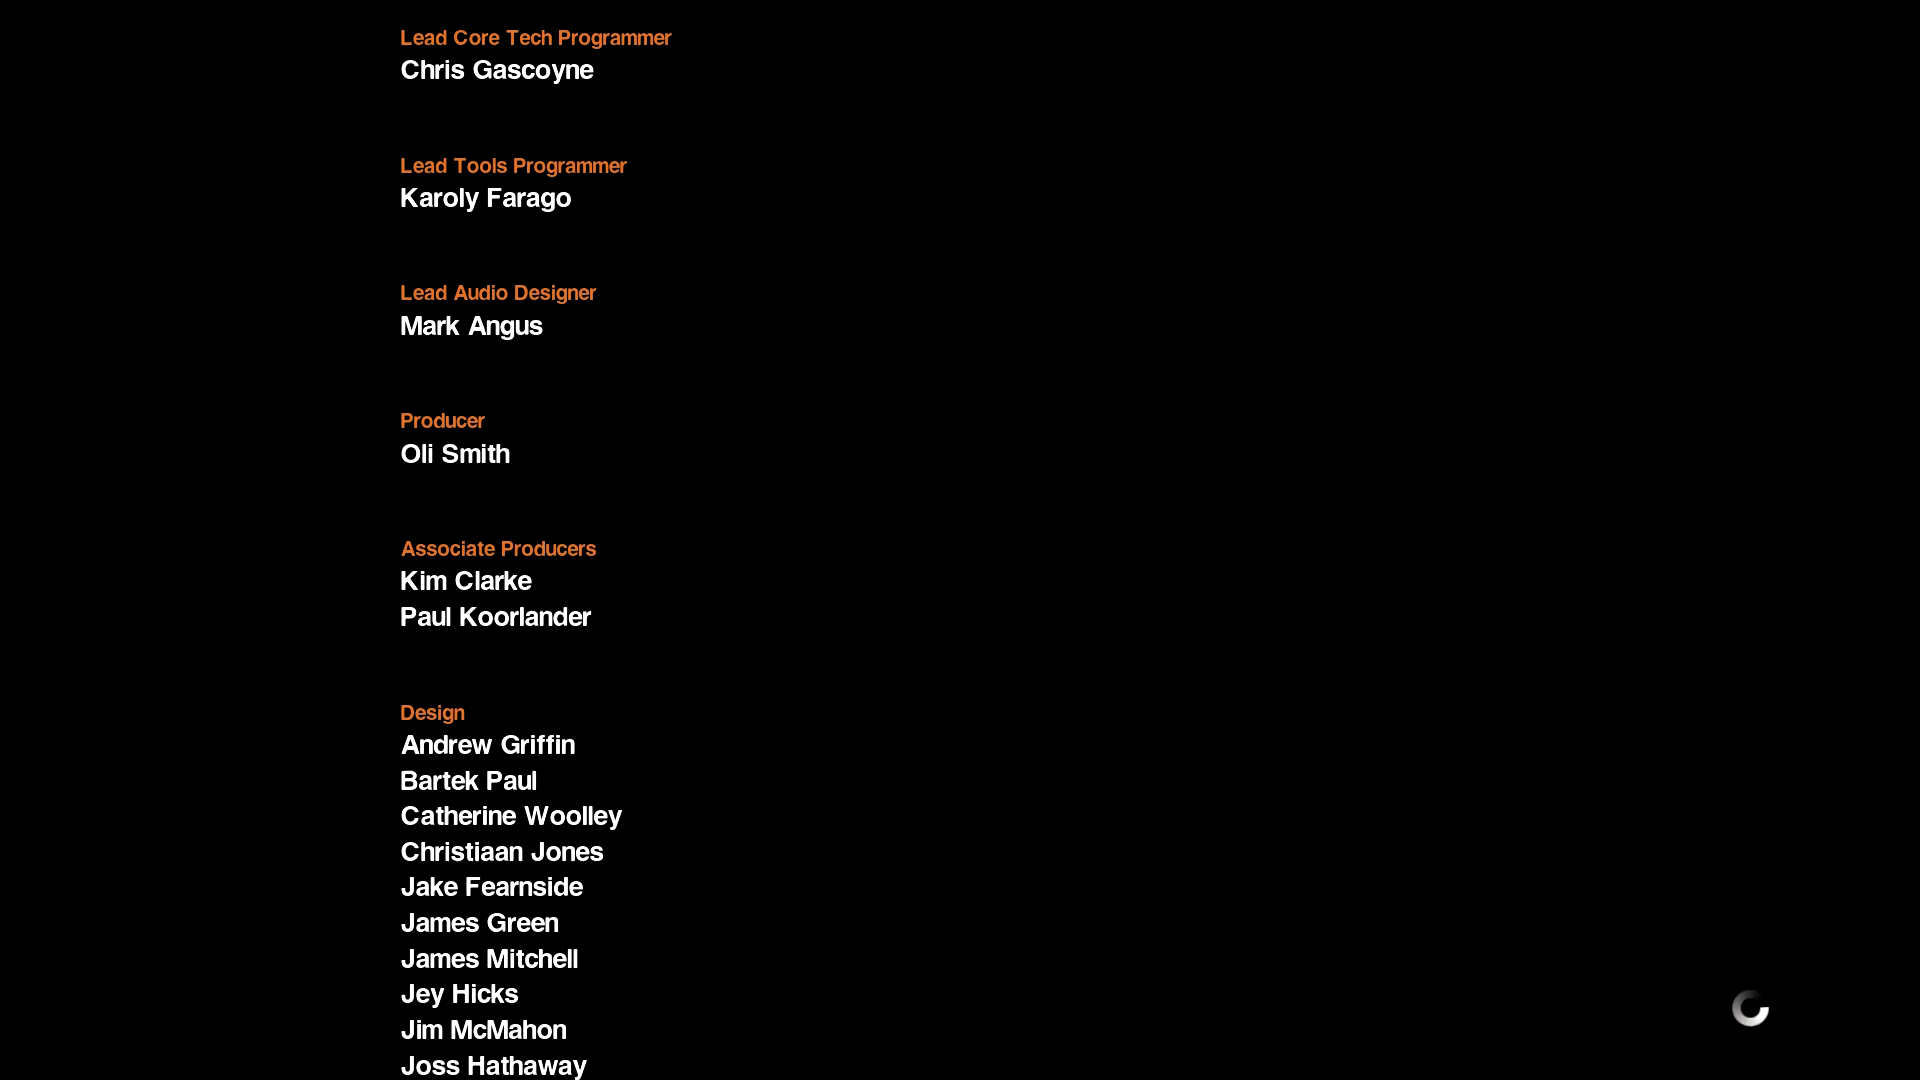 Lead Core Tech Programmer
Chris Gascoyne
Lead Tools Programmer
Karoly Farago
Lead Audio Designer
Mark Angus
Producer
Oli Smith
Associate Producers
Kim Clarke
Paul Koorlander
Design
Andrew Griffin
Bartek Paul
Catherine Woolley
Christiaan Jones
Jake Fearnside
James Green
James Mitchell
Jey Hicks
Jim McMahon
Joss Hathaway